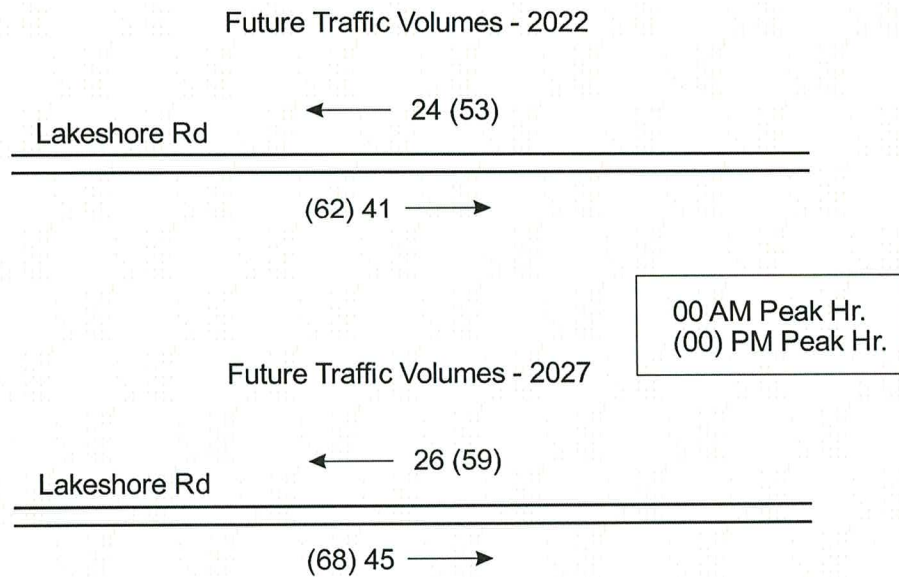 Future Traffic Volumes - 2022
24 (53)
Lakeshore Rd
(62) 41
00 AM Peak Hr.
(00) PM Peak Hr.
Future Traffic Volumes - 2027
26 (59)
Lakeshore Rd
(68) 45